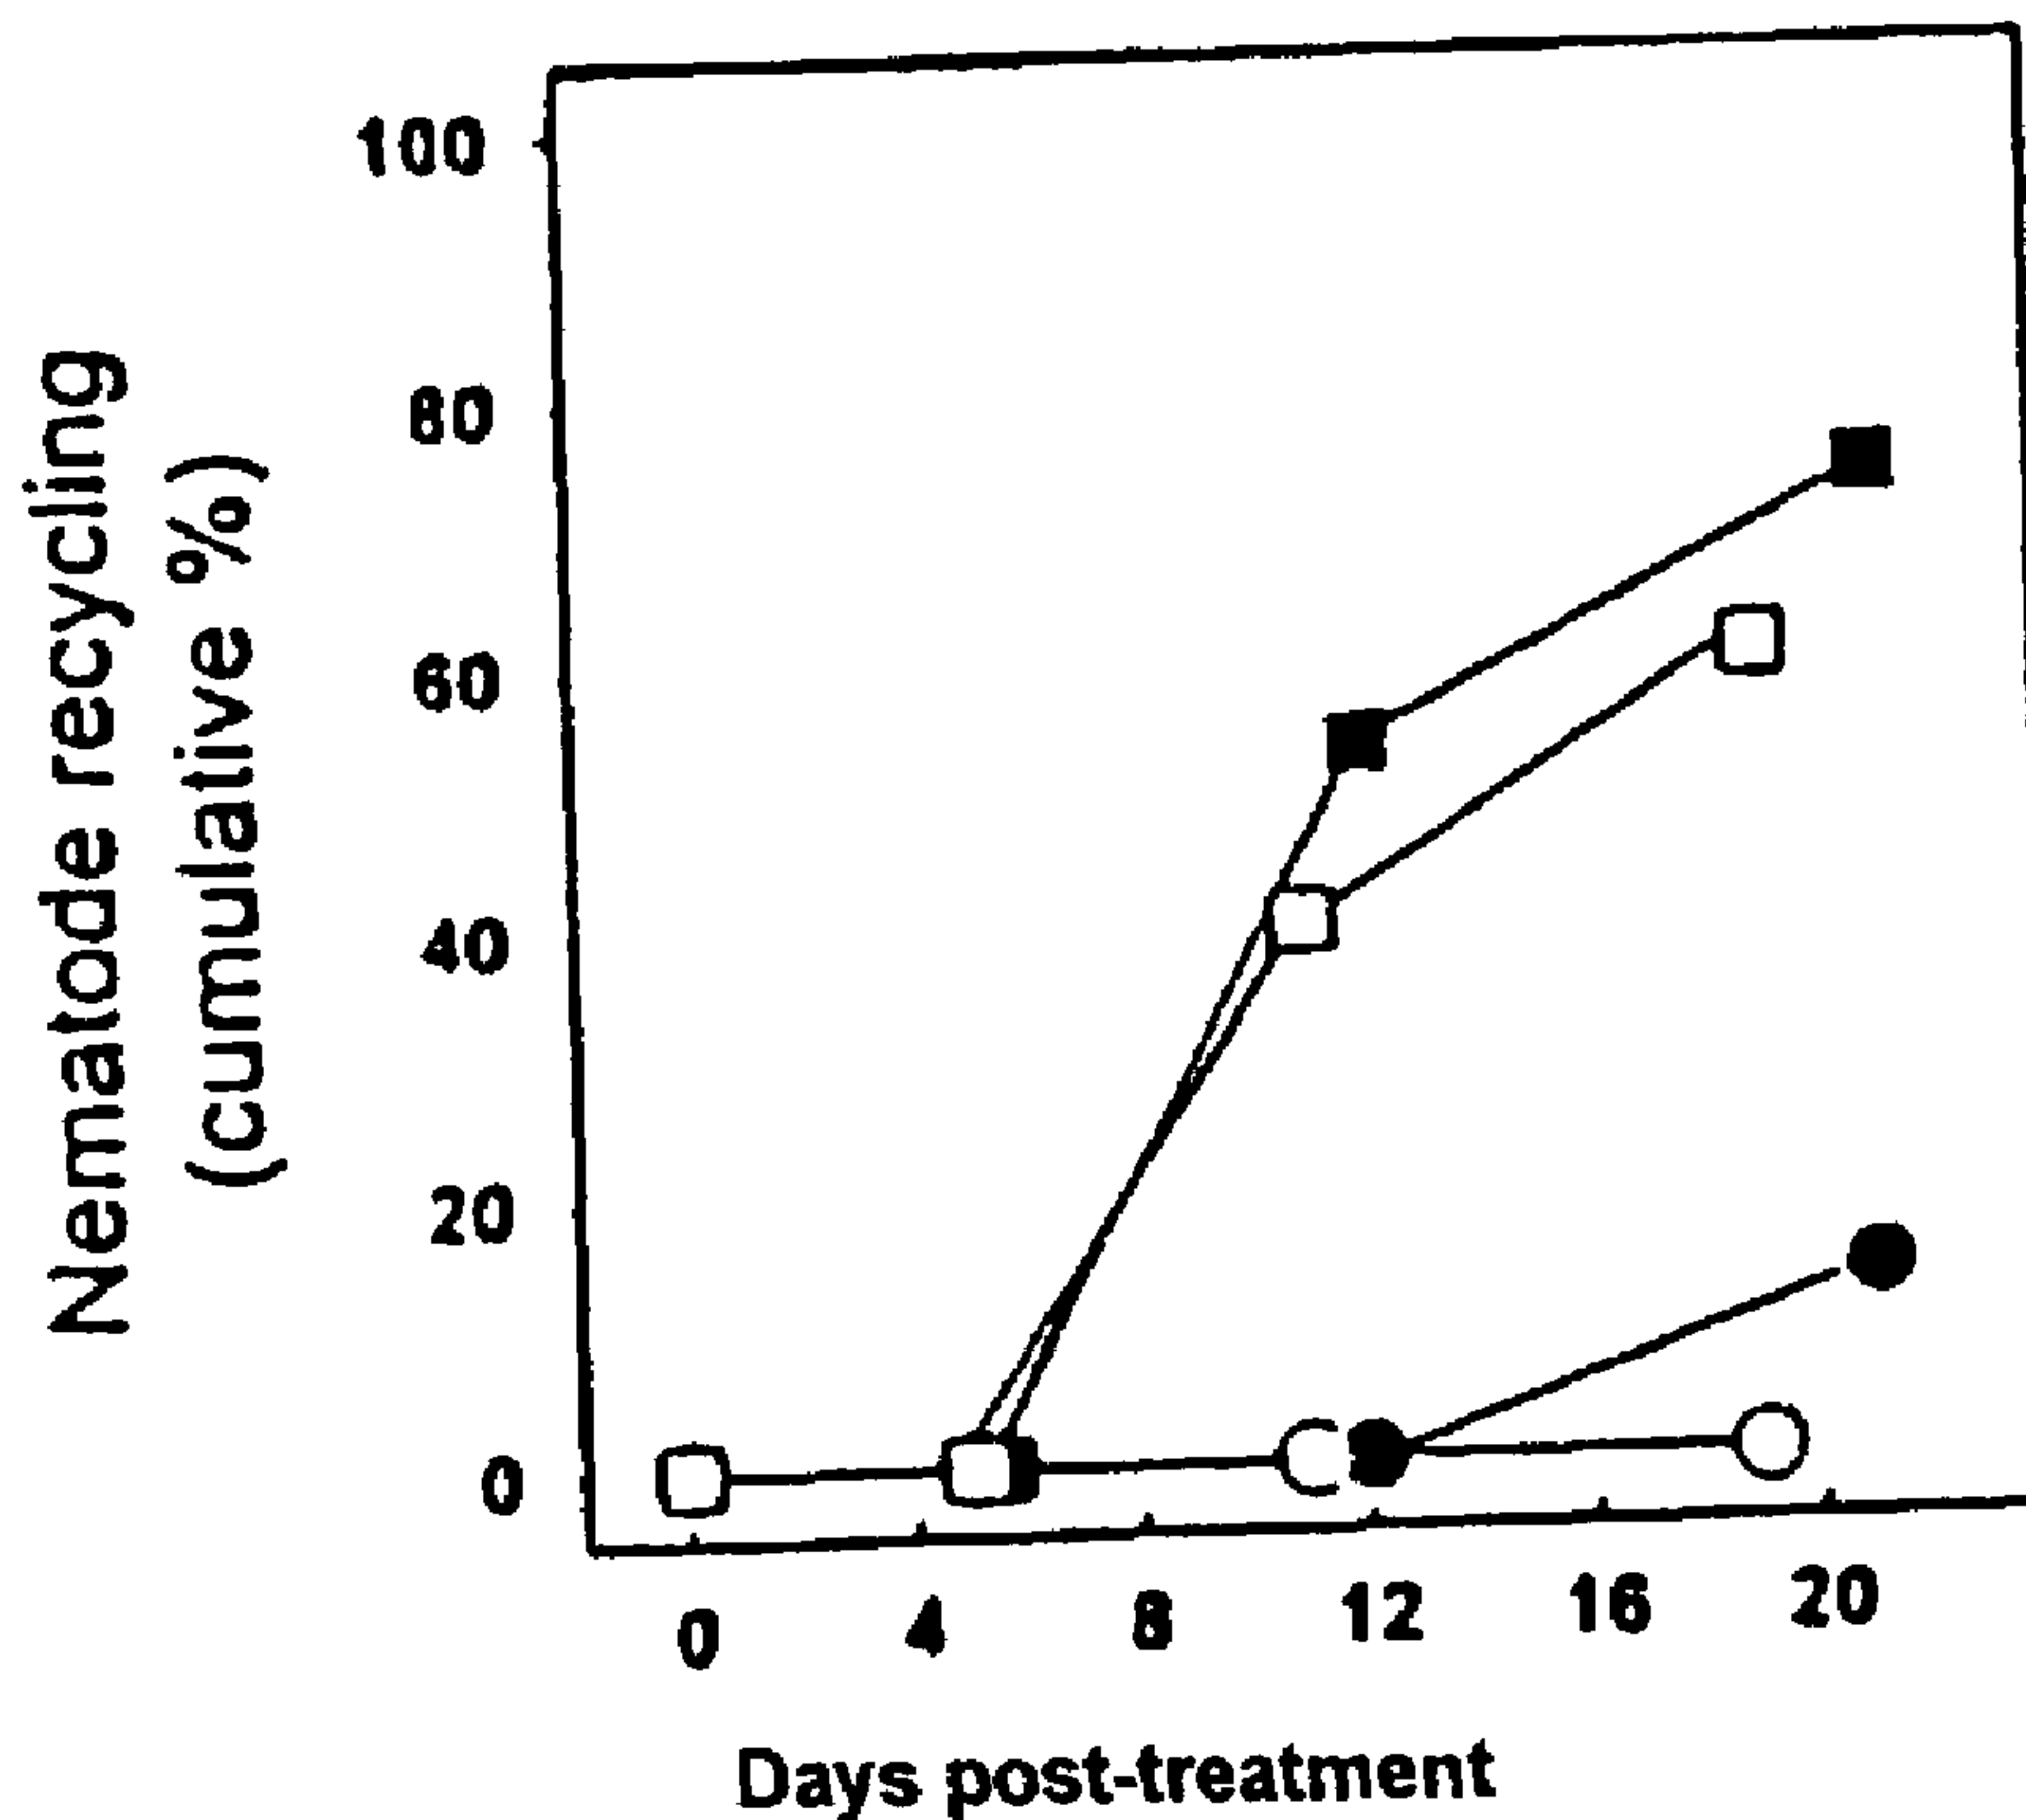 Nematode recycling
(cumulative %)
100
80
60
40
20
0
0 4 8 12 16 20
Days post-treatment